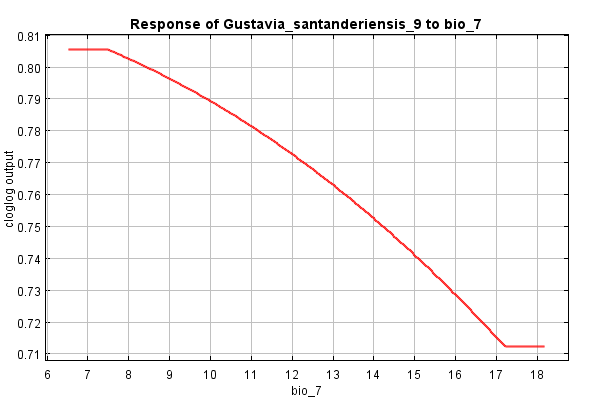 Response of Gustavia_santanderiensis_9 to bio_7
0.81
0.80
0.79
0.78
0.77
0.76
0.75
0.74
0.73
0.72
0.71
cloglog output
6 7 8 9 10 11 12 13 14 15 16 17 18
bio_7